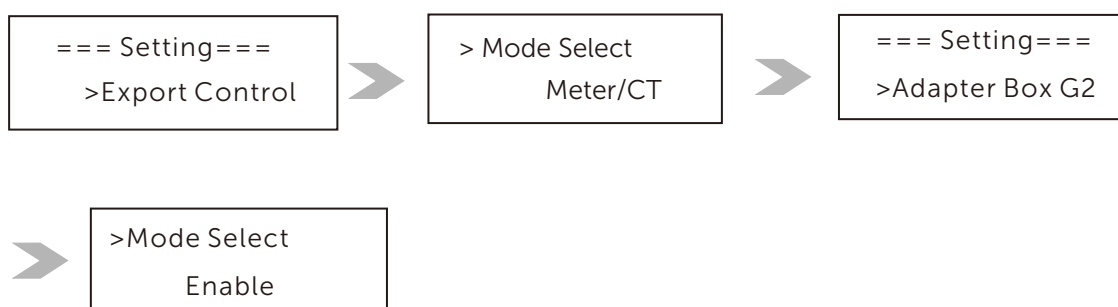 === Setting===
>Export Control
> Mode Select
Meter/CT
=== Setting===
>Adapter Box G2
>Mode Select
Enable